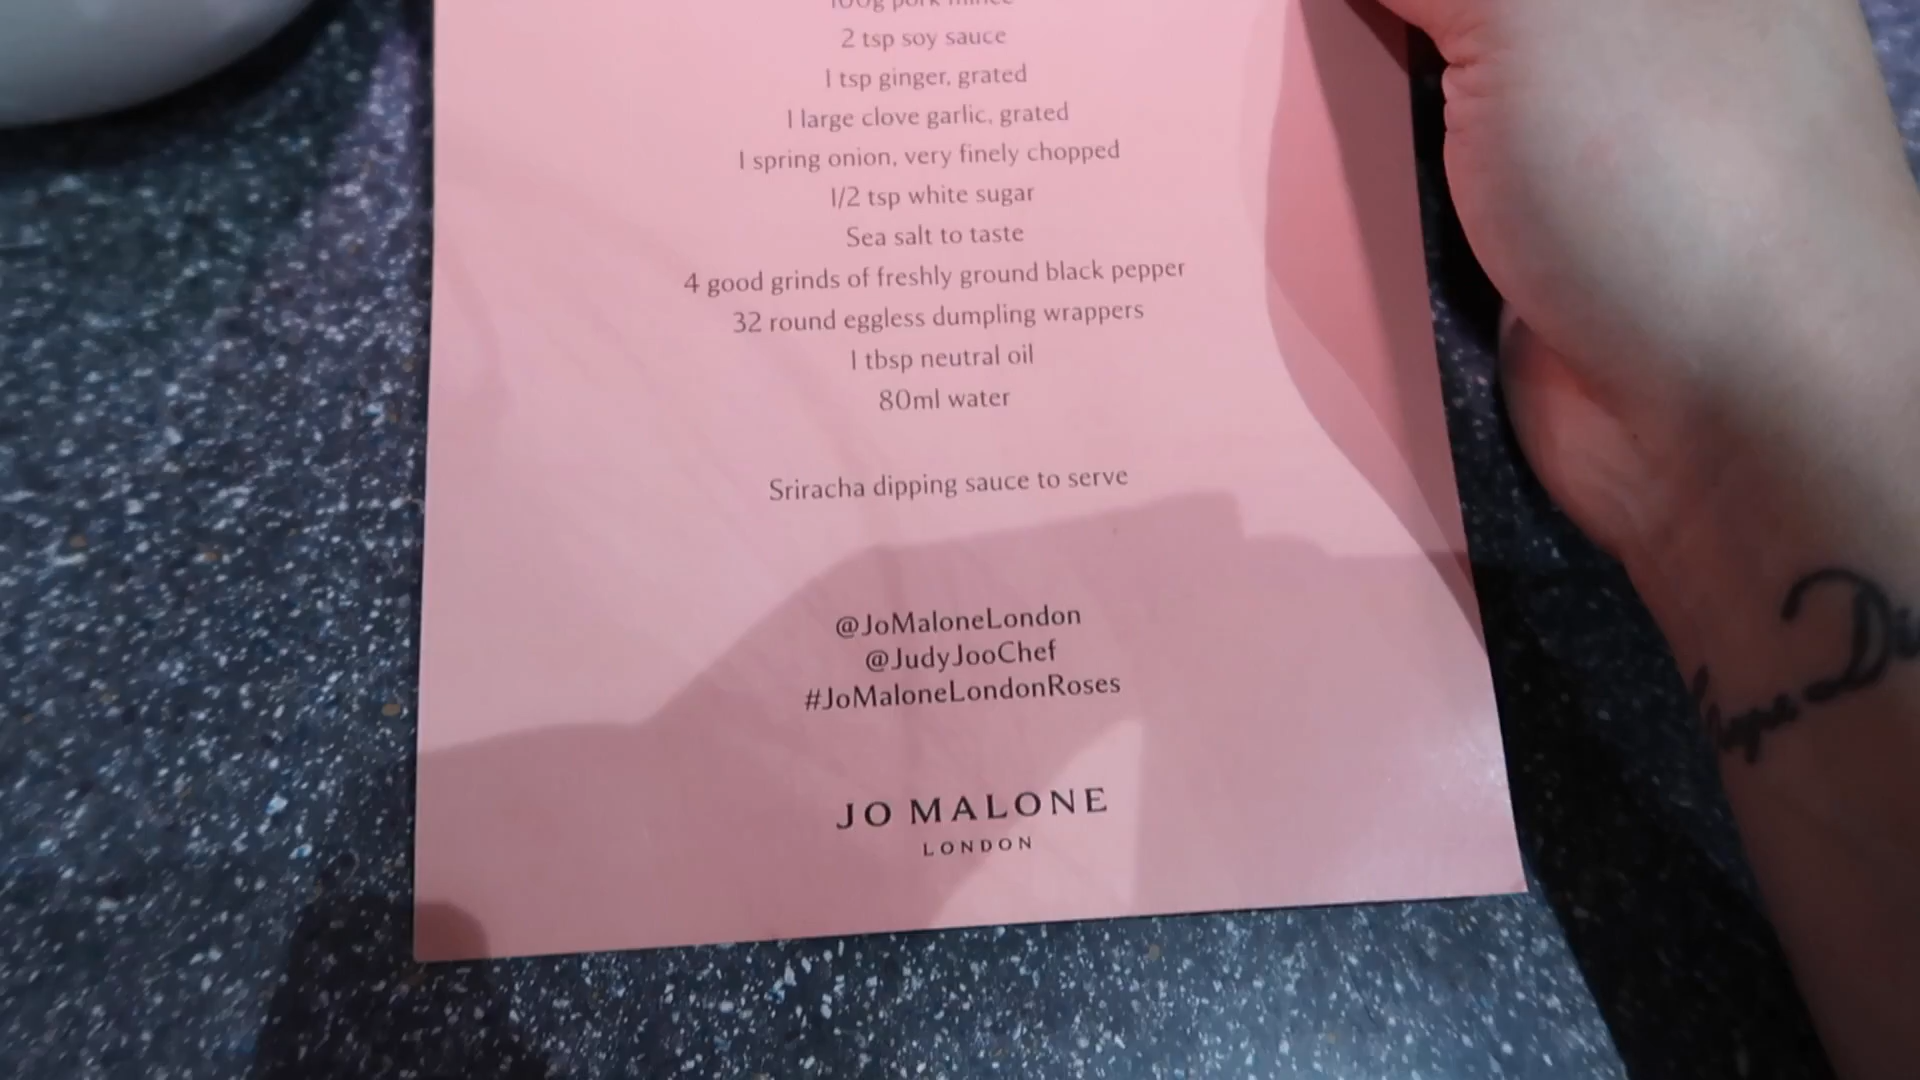 100g pork mince
2 tsp soy sauce
1 tsp ginger, grated
1 large clove garlic, grated
1 spring onion, very finely chopped
1/2 tsp white sugar
Sea salt to taste
4 good grinds of freshly ground black pepper
32 round eggless dumpling wrappers
1 tbsp neutral oil
80ml water
Sriracha dipping sauce to serve
@JoMaloneLondon
@JudyJooChef
#JoMaloneLondonRoses
JO MALONE
LONDON